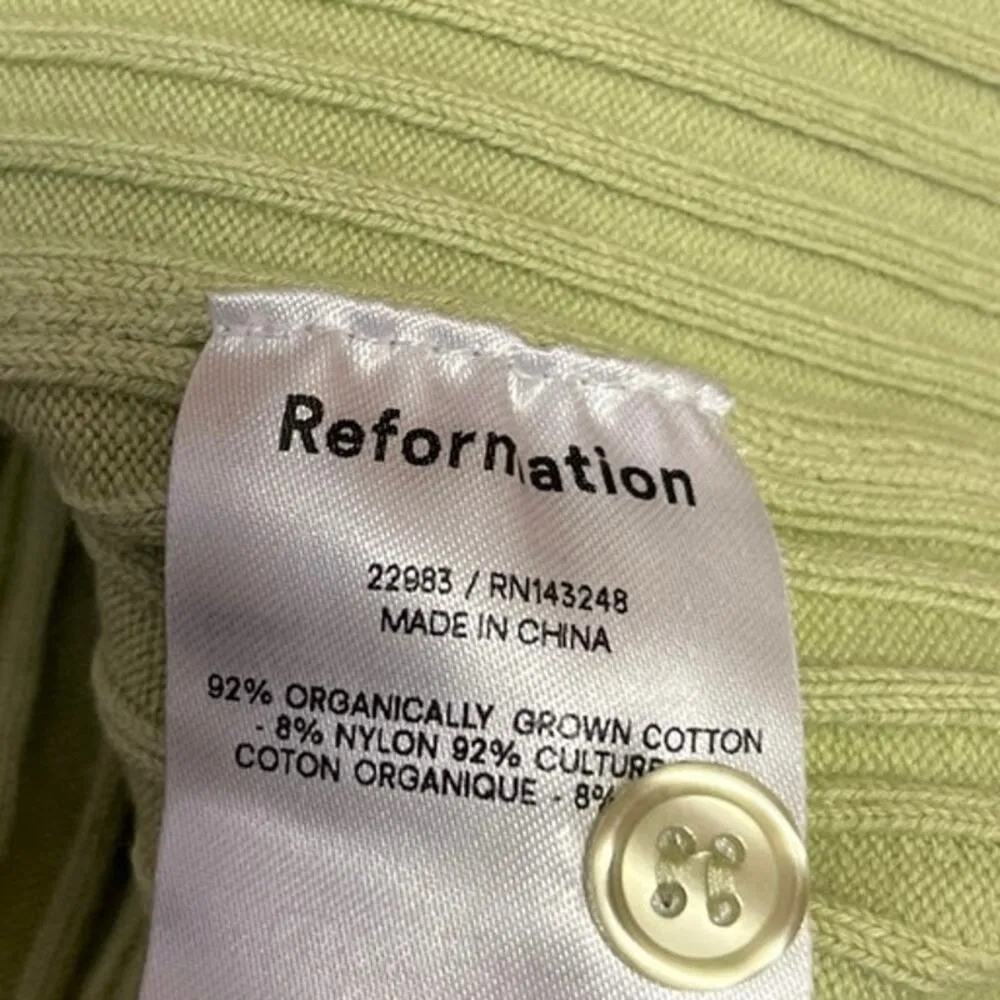 Reformation
22983 / RN143248
MADE IN CHINA
92% ORGANICALLY GROWN COTTON
- 8% NYLON 92% CULTURE
COTON ORGANIQUE - 8%